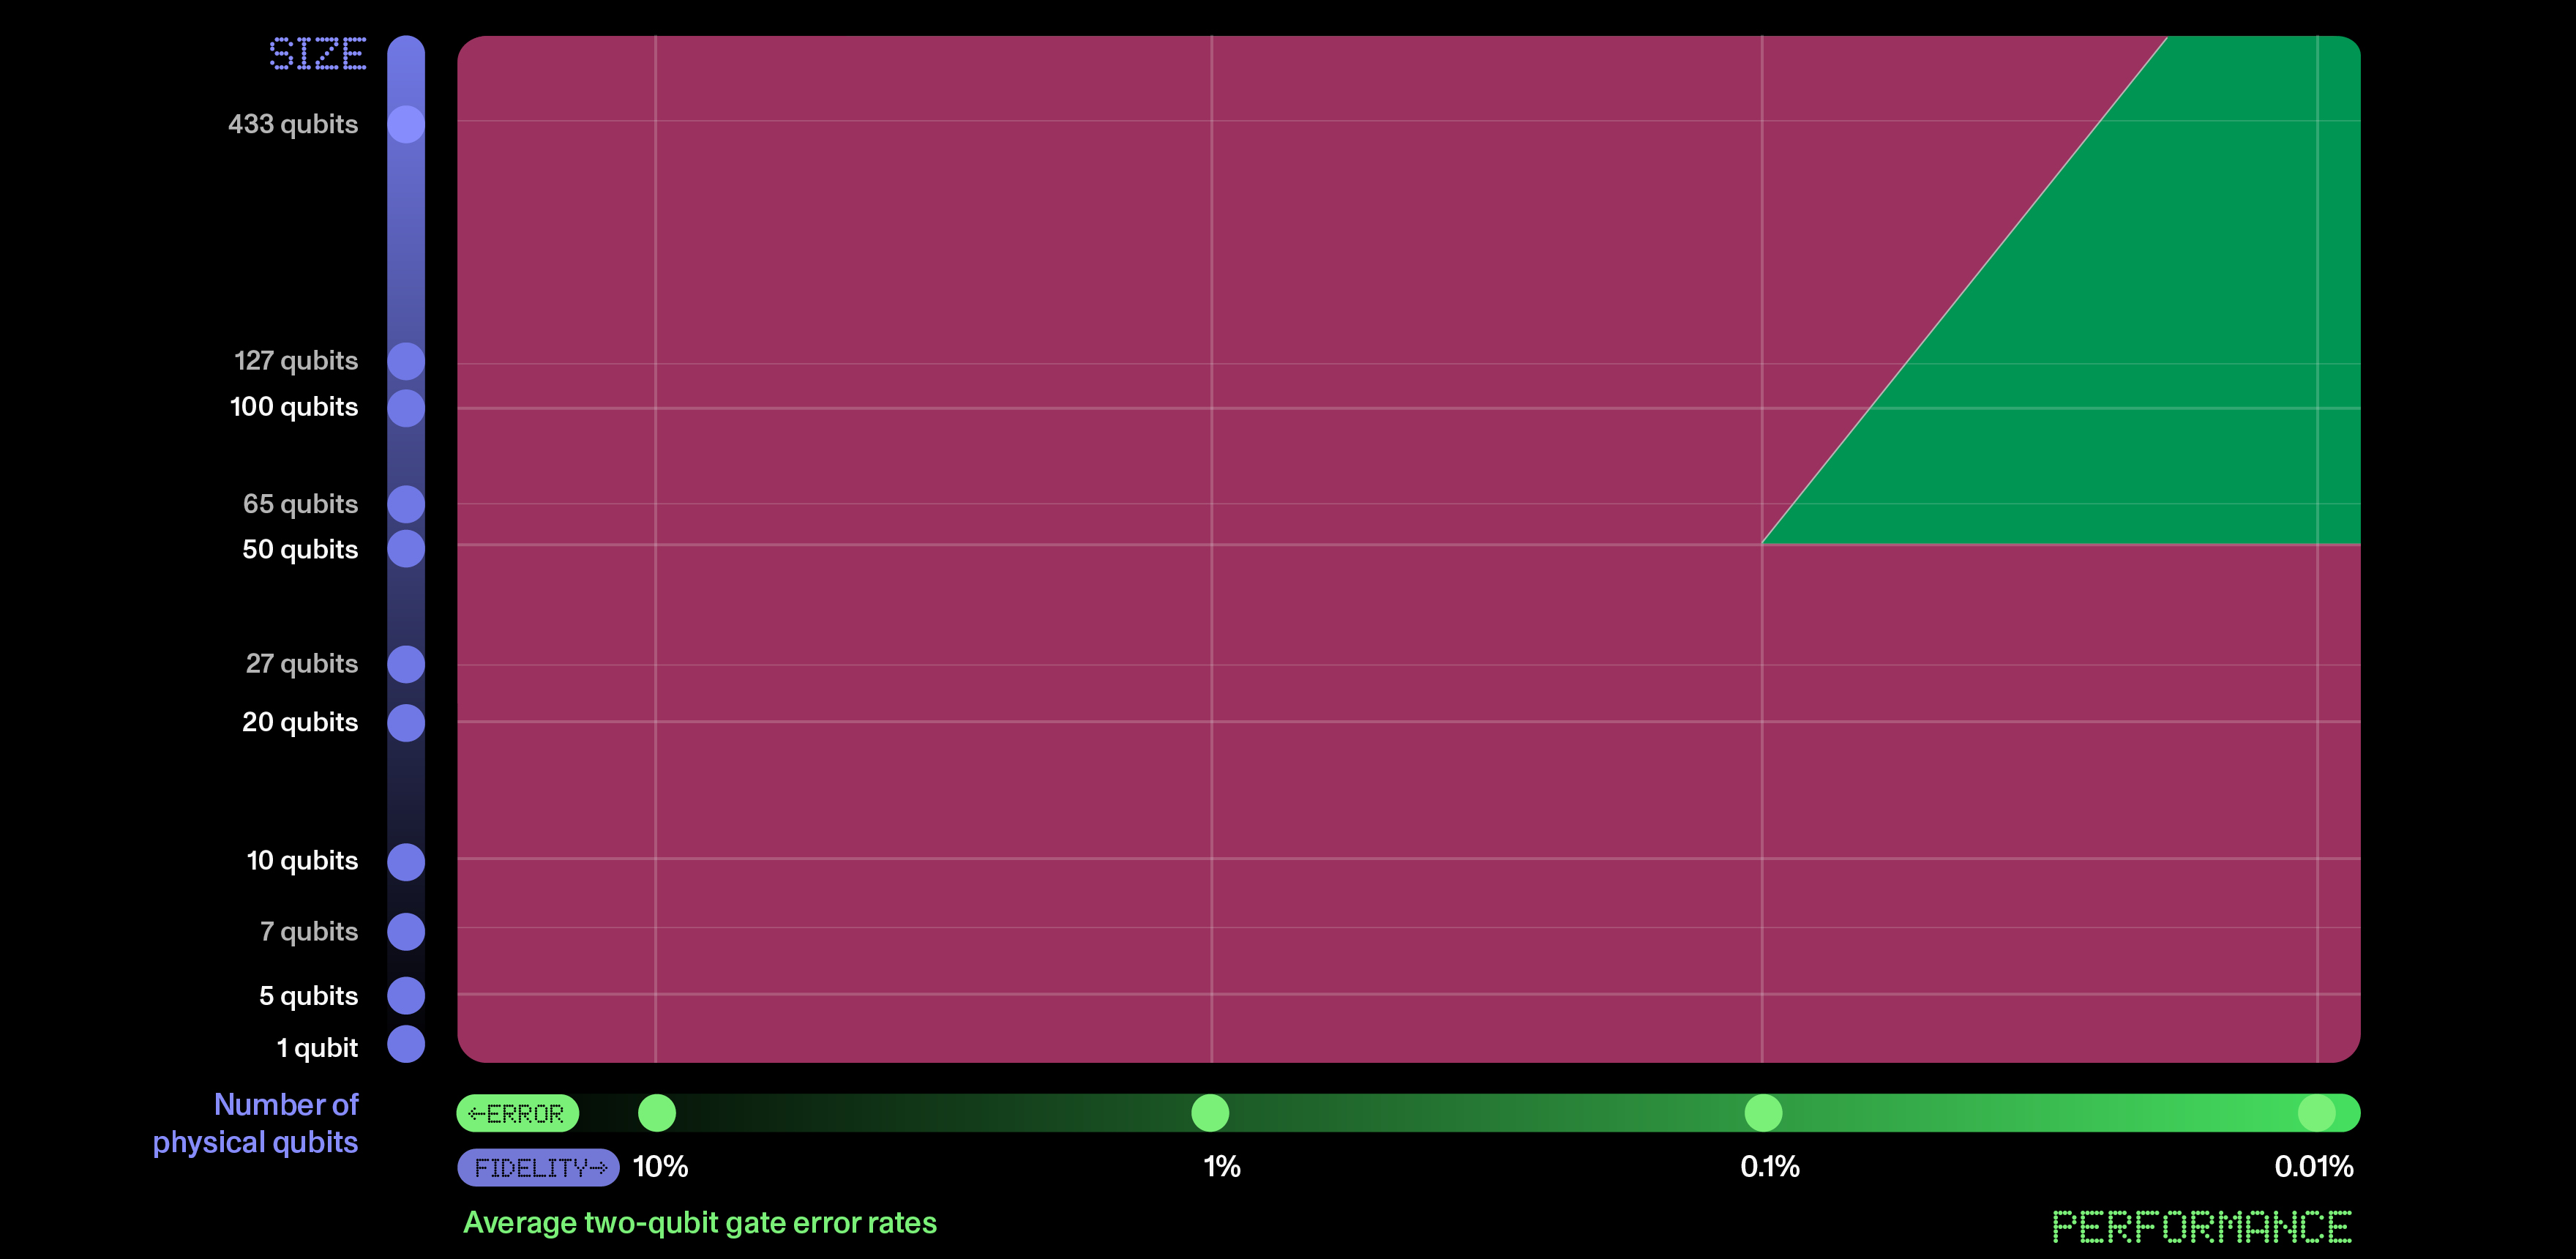 SIZE
433 qubits
127 qubits
100 qubits
65 qubits
50 qubits
27 qubits
20 qubits
10 qubits
7 qubits
5 qubits
1 qubit
Number of
physical qubits
←ERROR
FIDELITY→
10%
1%
0.1%
0.01%
Average two-qubit gate error rates
PERFORMANCE